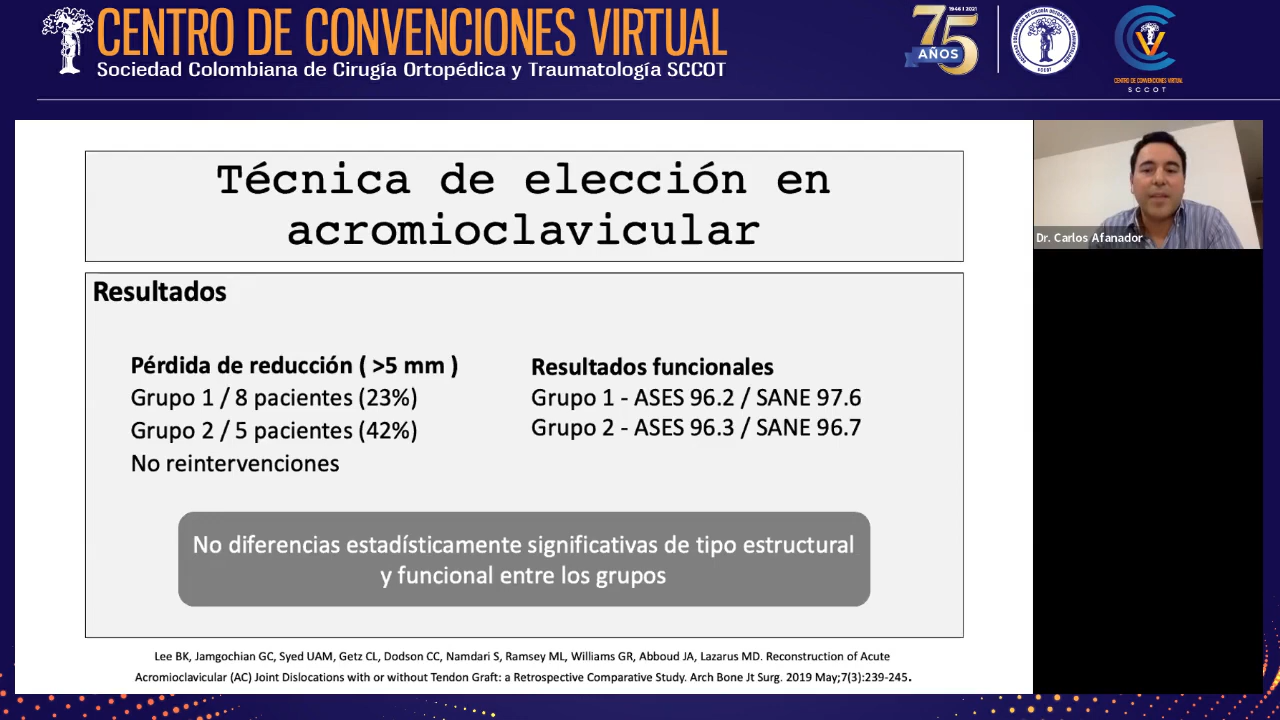 CENTRO DE CONVENCIONES VIRTUAL
Sociedad Colombiana de Cirugía Ortopédica y Traumatología SCCOT
1946 I 2021
75
AÑOS
CENTRO DE CONVENCIONES VIRTUAL
SCCOT
Técnica de elección en
acromioclavicular
Dr. Carlos Afanador
Resultados
Pérdida de reducción ( >5 mm )
Grupo 1 / 8 pacientes (23%)
Grupo 2 / 5 pacientes (42%)
No reintervenciones
Resultados funcionales
Grupo 1 - ASES 96.2 / SANE 97.6
Grupo 2 - ASES 96.3 / SANE 96.7
No diferencias estadísticamente significativas de tipo estructural
y funcional entre los grupos
Lee BK, Jamgochian GC, Syed UAM, Getz CL, Dodson CC, Namdari S, Ramsey ML, Williams GR, Abboud JA, Lazarus MD. Reconstruction of Acute
Acromioclavicular (AC) Joint Dislocations with or without Tendon Graft: a Retrospective Comparative Study. Arch Bone Jt Surg. 2019 May;7(3):239-245.